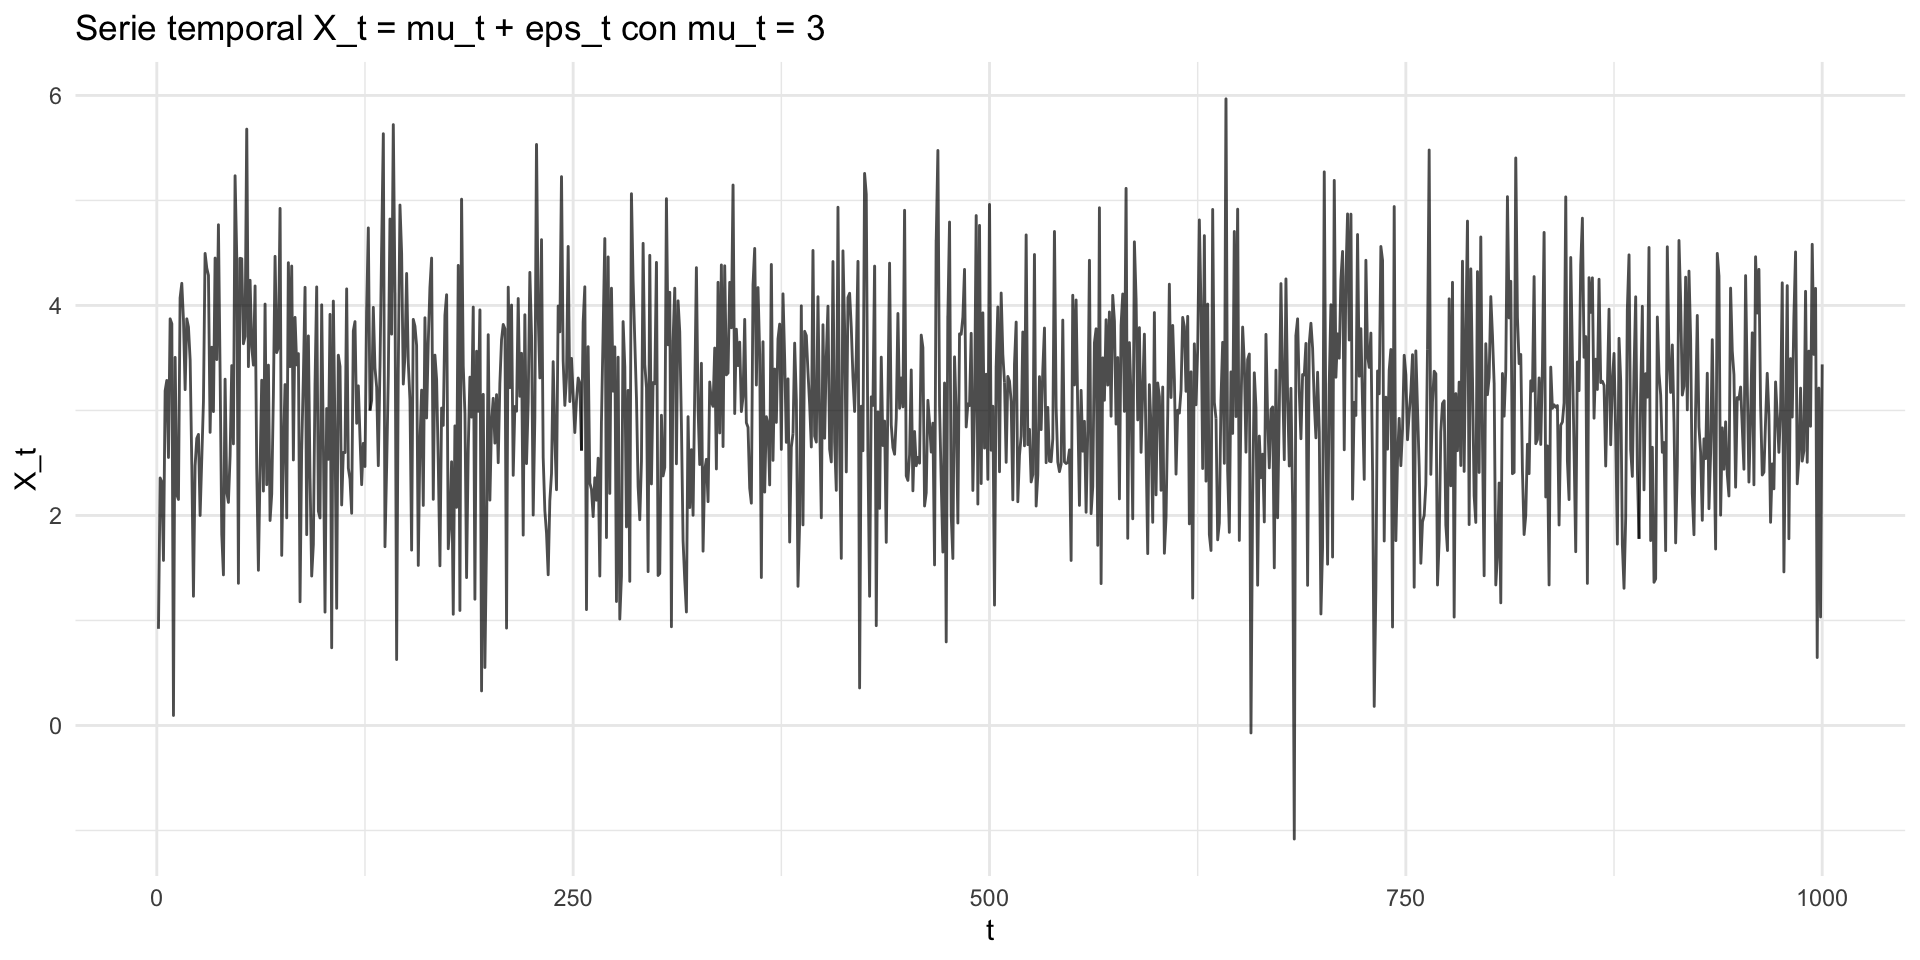 Serie temporal X_t = mu_t + eps_t con mu_t = 3
6
4
2
0
X_t
0 250 500 750 1000
t